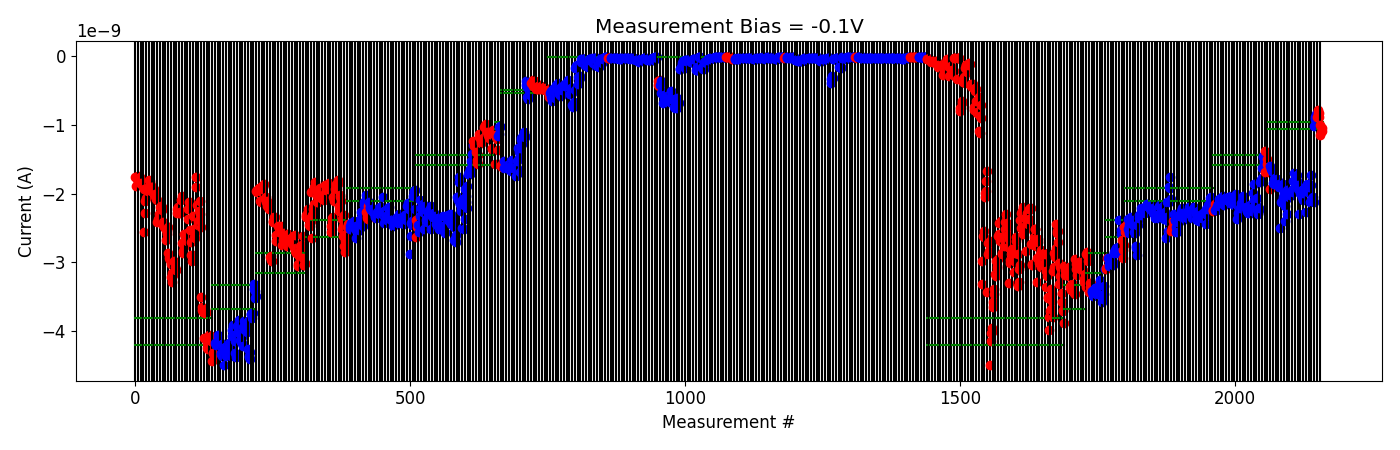 Measurement Bias = -0.1V
1e−9
0
−1
−2
−3
−4
Current (A)
0 500 1000 1500 2000
Measurement #